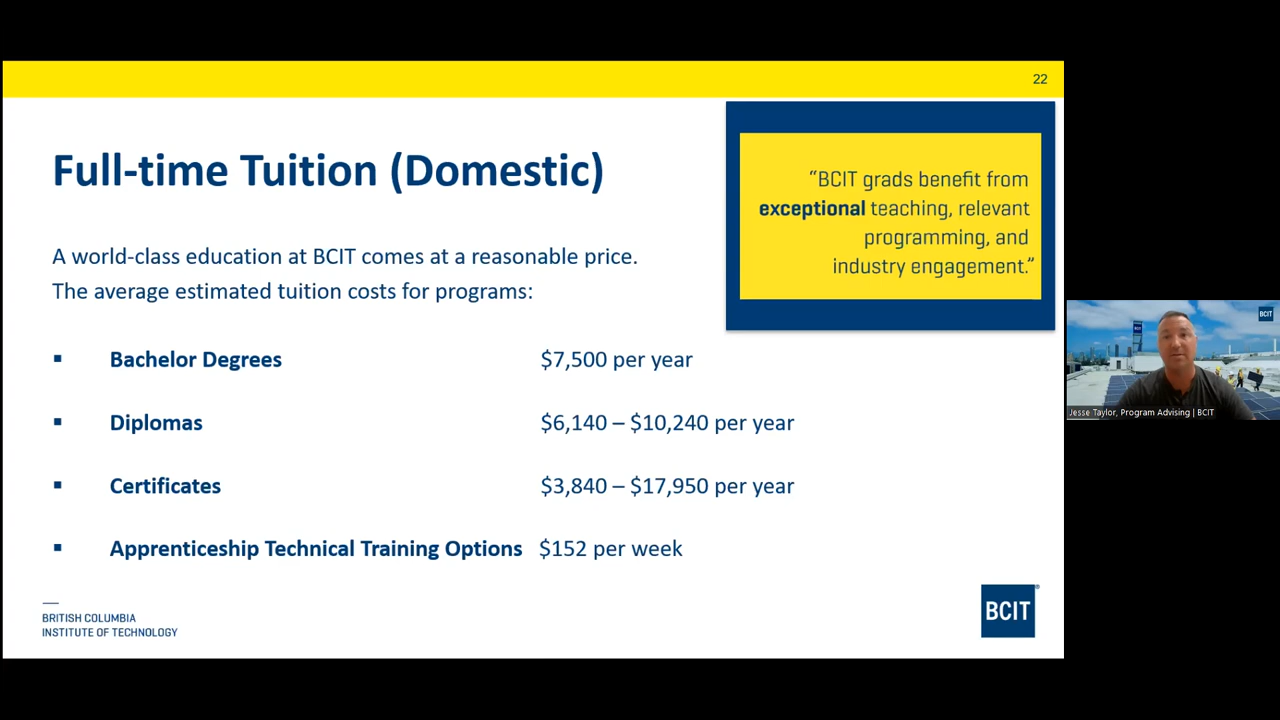 22
Full-time Tuition (Domestic)
“BCIT grads benefit from
exceptional teaching, relevant
programming, and
industry engagement.”
A world-class education at BCIT comes at a reasonable price.
The average estimated tuition costs for programs:
▪ Bachelor Degrees $7,500 per year
▪ Diplomas $6,140 – $10,240 per year
▪ Certificates $3,840 – $17,950 per year
▪ Apprenticeship Technical Training Options $152 per week
BRITISH COLUMBIA
INSTITUTE OF TECHNOLOGY
BCIT®
BCIT
BCIT
Jesse Taylor, Program Advising | BCIT